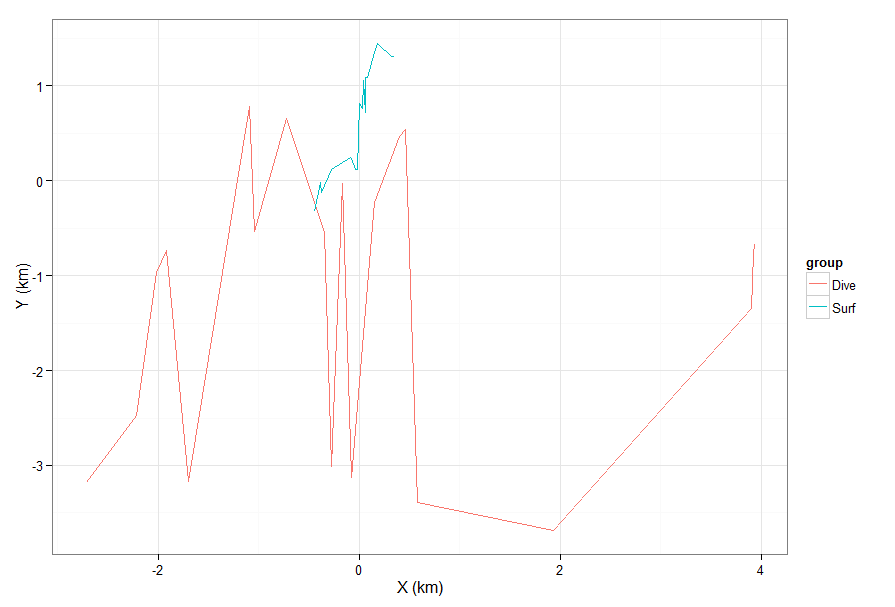 1
0
-1
-2
-3
Y (km)
-2
0
2
4
X (km)
group
Dive
Surf